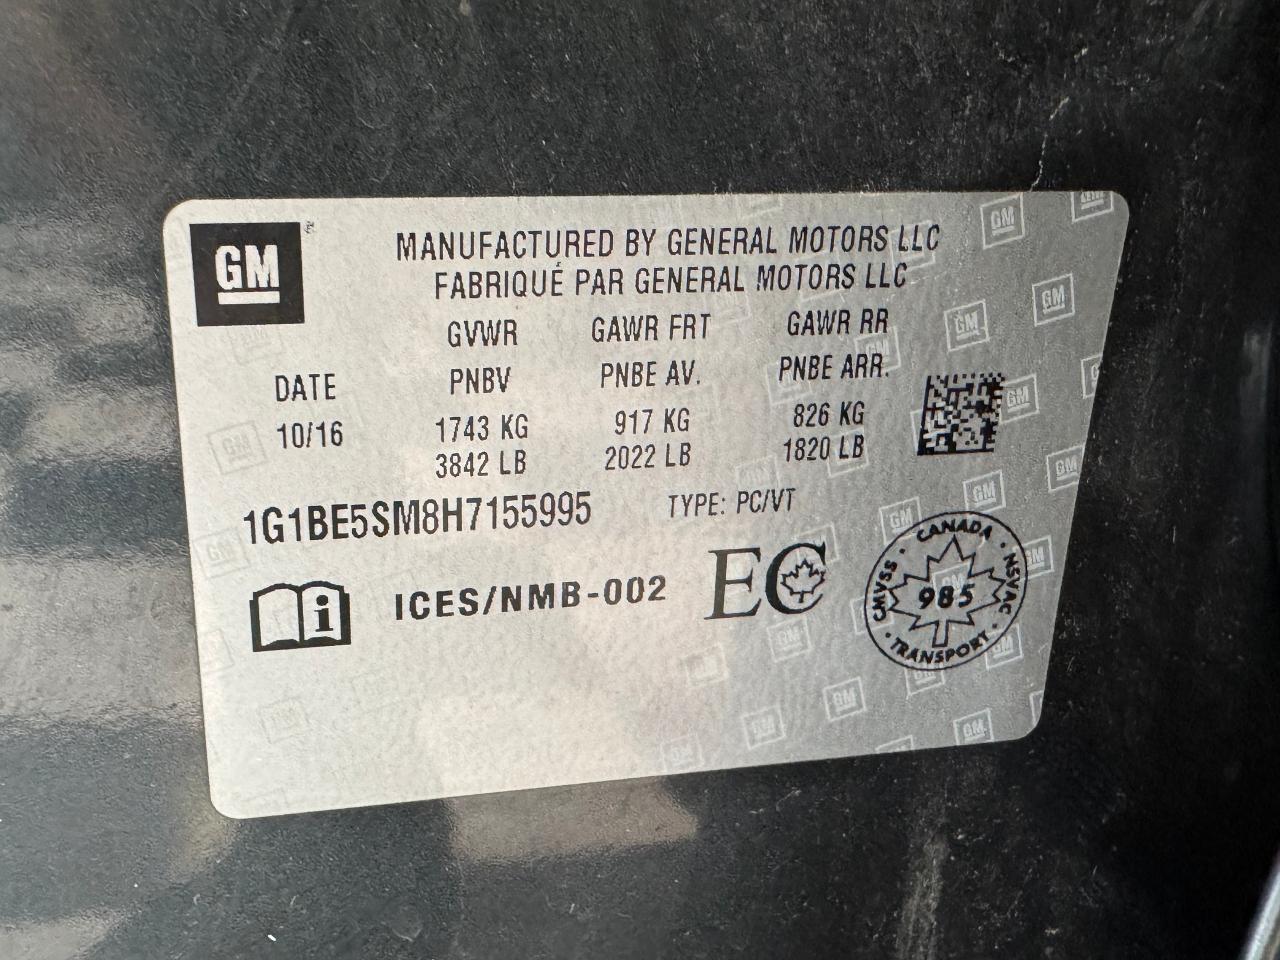 GM
MANUFACTURED BY GENERAL MOTORS LLC
FABRIQUÉ PAR GENERAL MOTORS LLC
GVWR GAWR FRT GAWR RR
DATE PNBV PNBE AV. PNBE ARR.
10/16 1743 KG 917 KG 826 KG
3842 LB 2022 LB 1820 LB
1G1BE5SM8H7155995 TYPE: PC/VT
i ICES/NMB-002 EC
CANADA
CMVSS 985 NSVAC
TRANSPORT